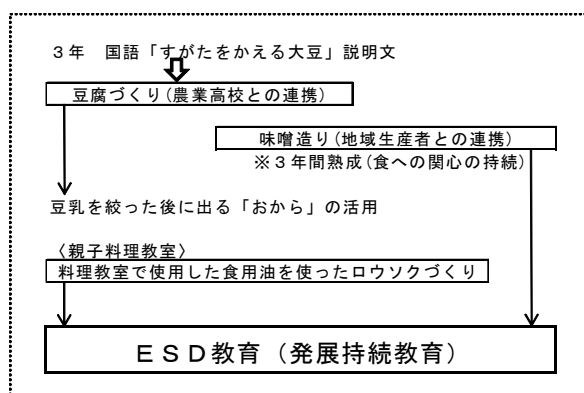 ３年　国語「すがたをかえる大豆」説明文
豆腐づくり(農業高校との連携)
味噌造り(地域生産者との連携)
※３年間熟成(食への関心の持続)
豆乳を絞った後に出る「おから」の活用
〈親子料理教室〉
料理教室で使用した食用油を使ったロウソクづくり
ＥＳＤ教育（発展持続教育）